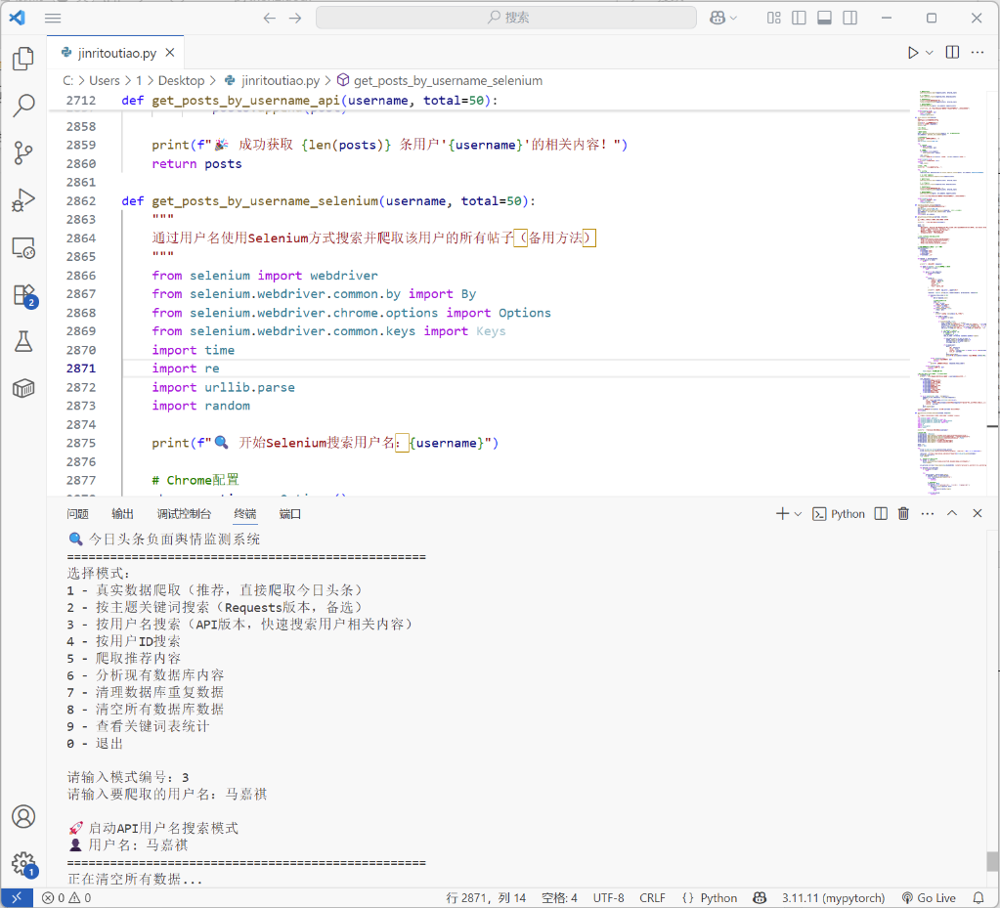 搜索
jinritoutiao.py
C: > Users > 1 > Desktop > jinritoutiao.py > get_posts_by_username_selenium
2712 def get_posts_by_username_api(username, total=50):
2858
2859 print(f"🎉 成功获取 {len(posts)} 条用户'{username}'的相关内容！")
2860 return posts
2861
2862 def get_posts_by_username_selenium(username, total=50):
2863 """
2864 通过用户名使用Selenium方式搜索并爬取该用户的所有帖子（备用方法）
2865 """
2866 from selenium import webdriver
2867 from selenium.webdriver.common.by import By
2868 from selenium.webdriver.chrome.options import Options
2869 from selenium.webdriver.common.keys import Keys
2870 import time
2871 import re
2872 import urllib.parse
2873 import random
2874
2875 print(f"🔍 开始Selenium搜索用户名：{username}")
2876
2877 # Chrome配置
2
问题 输出 调试控制台 终端 端口 Python
🔍 今日头条负面舆情监测系统
==================================================
选择模式:
1 - 真实数据爬取（推荐，直接爬取今日头条）
2 - 按主题关键词搜索（Requests版本，备选）
3 - 按用户名搜索（API版本，快速搜索用户相关内容）
4 - 按用户ID搜索
5 - 爬取推荐内容
6 - 分析现有数据库内容
7 - 清理数据库重复数据
8 - 清空所有数据库数据
9 - 查看关键词表统计
0 - 退出
请输入模式编号: 3
请输入要爬取的用户名: 马嘉祺
🚀 启动API用户名搜索模式
👤 用户名: 马嘉祺
==================================================
正在清空所有数据...
1
0 0 行 2871，列 14 空格: 4 UTF-8 CRLF {} Python 3.11.11 (mypytorch) Go Live